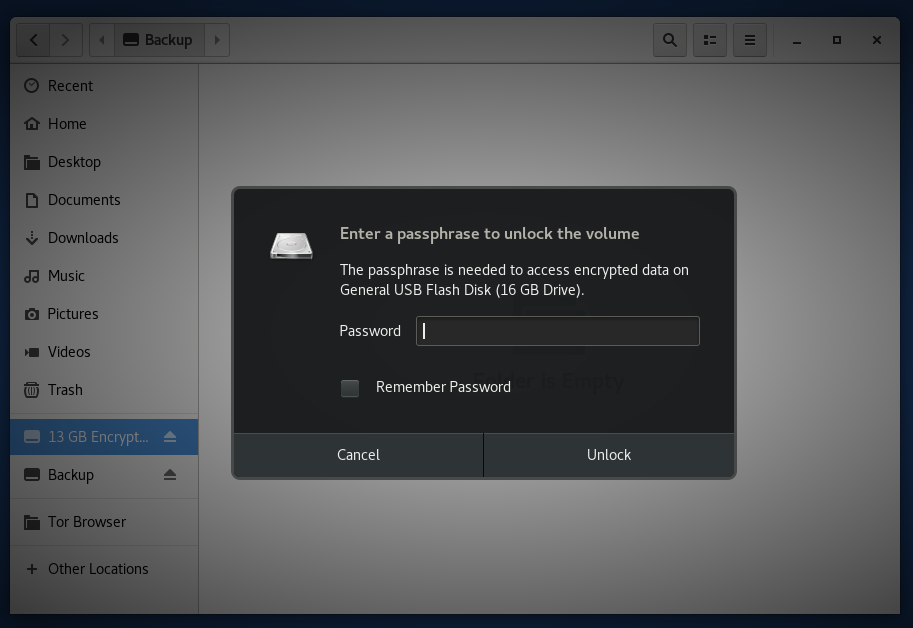 Backup
Recent
Home
Desktop
Documents
Downloads
Music
Pictures
Videos
Trash
13 GB Encrypt...
Backup
Tor Browser
Other Locations
Enter a passphrase to unlock the volume
The passphrase is needed to access encrypted data on
General USB Flash Disk (16 GB Drive).
Password
Folder is Empty
Remember Password
Cancel
Unlock